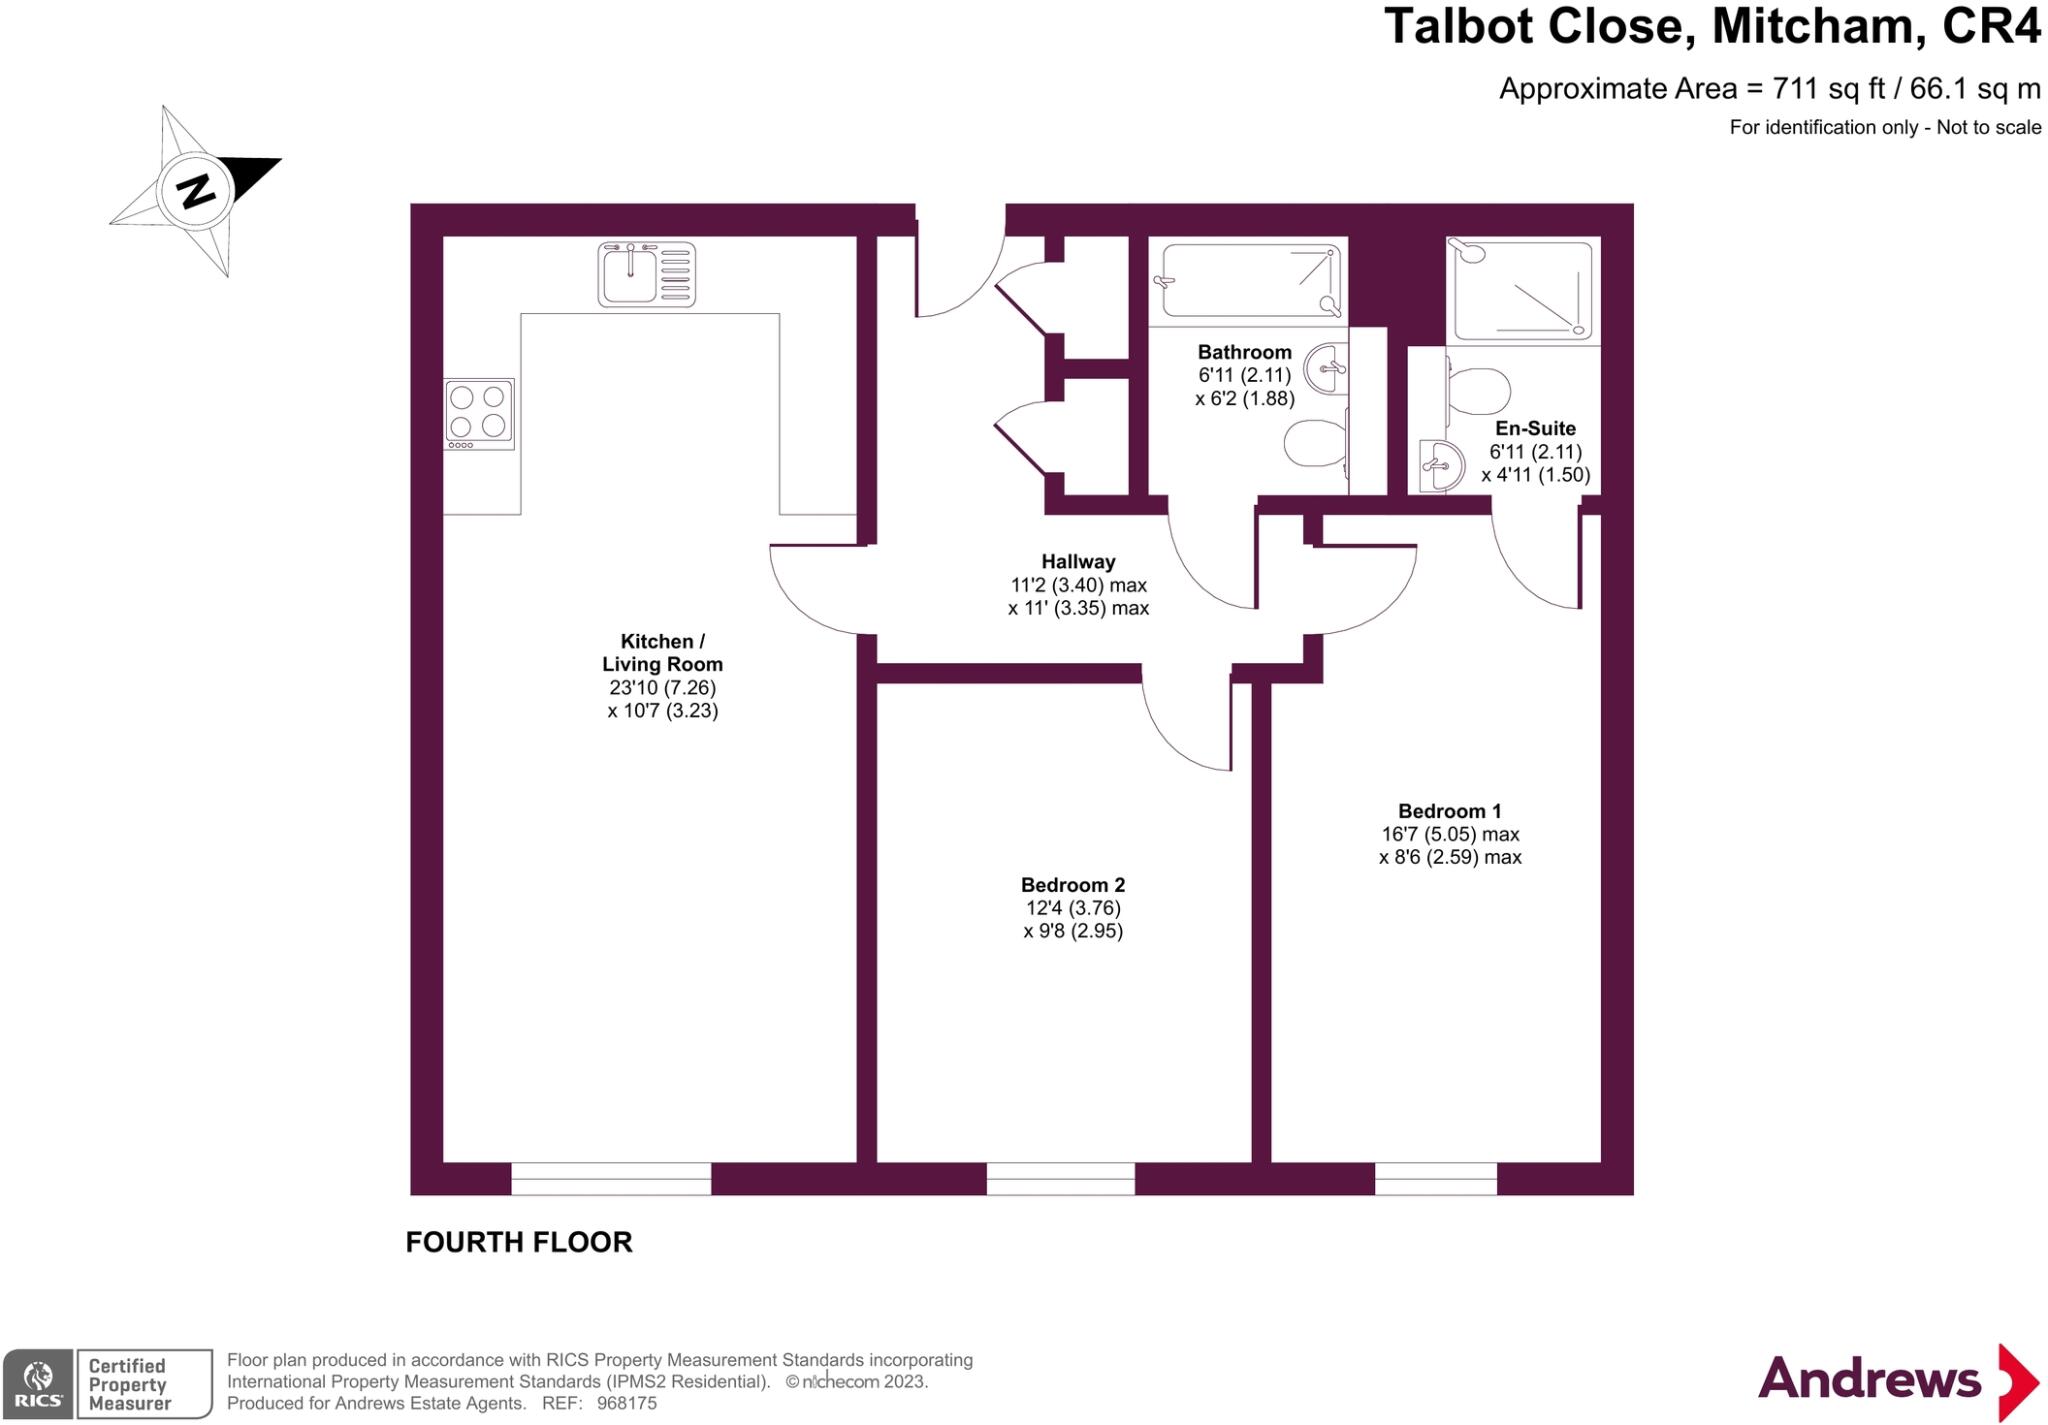 Talbot Close, Mitcham, CR4
Approximate Area = 711 sq ft / 66.1 sq m
For identification only - Not to scale
N
Bathroom
6'11 (2.11)
x 6'2 (1.88)
En-Suite
6'11 (2.11)
x 4'11 (1.50)
Hallway
11'2 (3.40) max
x 11' (3.35) max
Kitchen /
Living Room
23'10 (7.26)
x 10'7 (3.23)
Bedroom 1
16'7 (5.05) max
x 8'6 (2.59) max
Bedroom 2
12'4 (3.76)
x 9'8 (2.95)
FOURTH FLOOR
RICS
Certified
Property
Measurer
Floor plan produced in accordance with RICS Property Measurement Standards incorporating
International Property Measurement Standards (IPMS2 Residential). © nichecom 2023.
Produced for Andrews Estate Agents. REF: 968175
Andrews